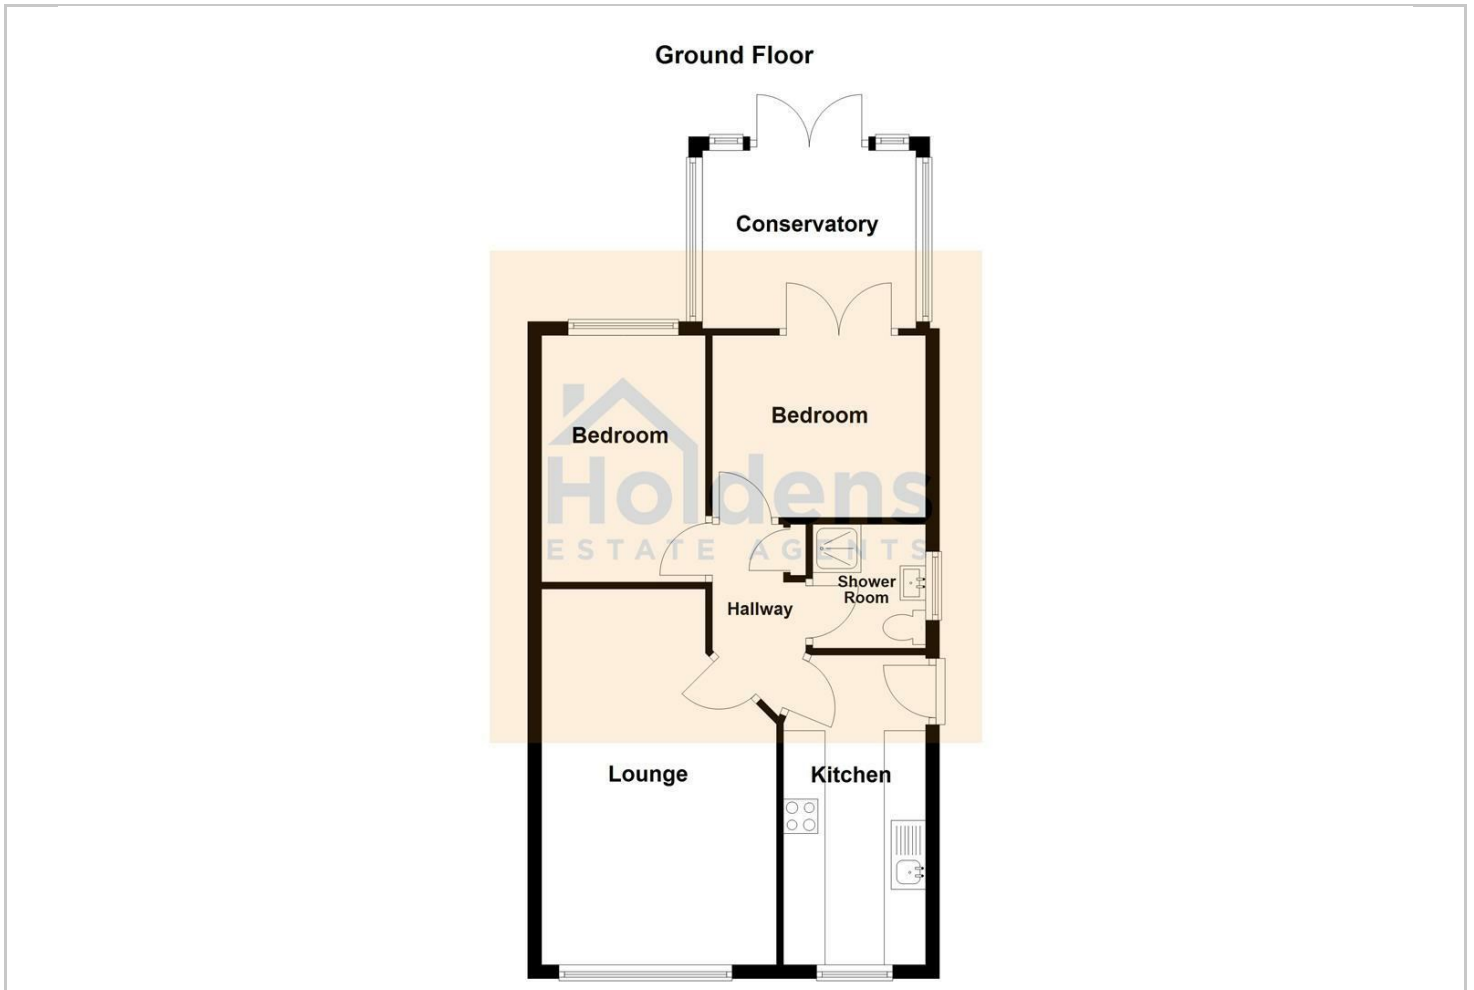 Ground Floor
Conservatory
Bedroom
Bedroom
Holdens
ESTATE AGENTS
Shower
Room
Hallway
Lounge
Kitchen